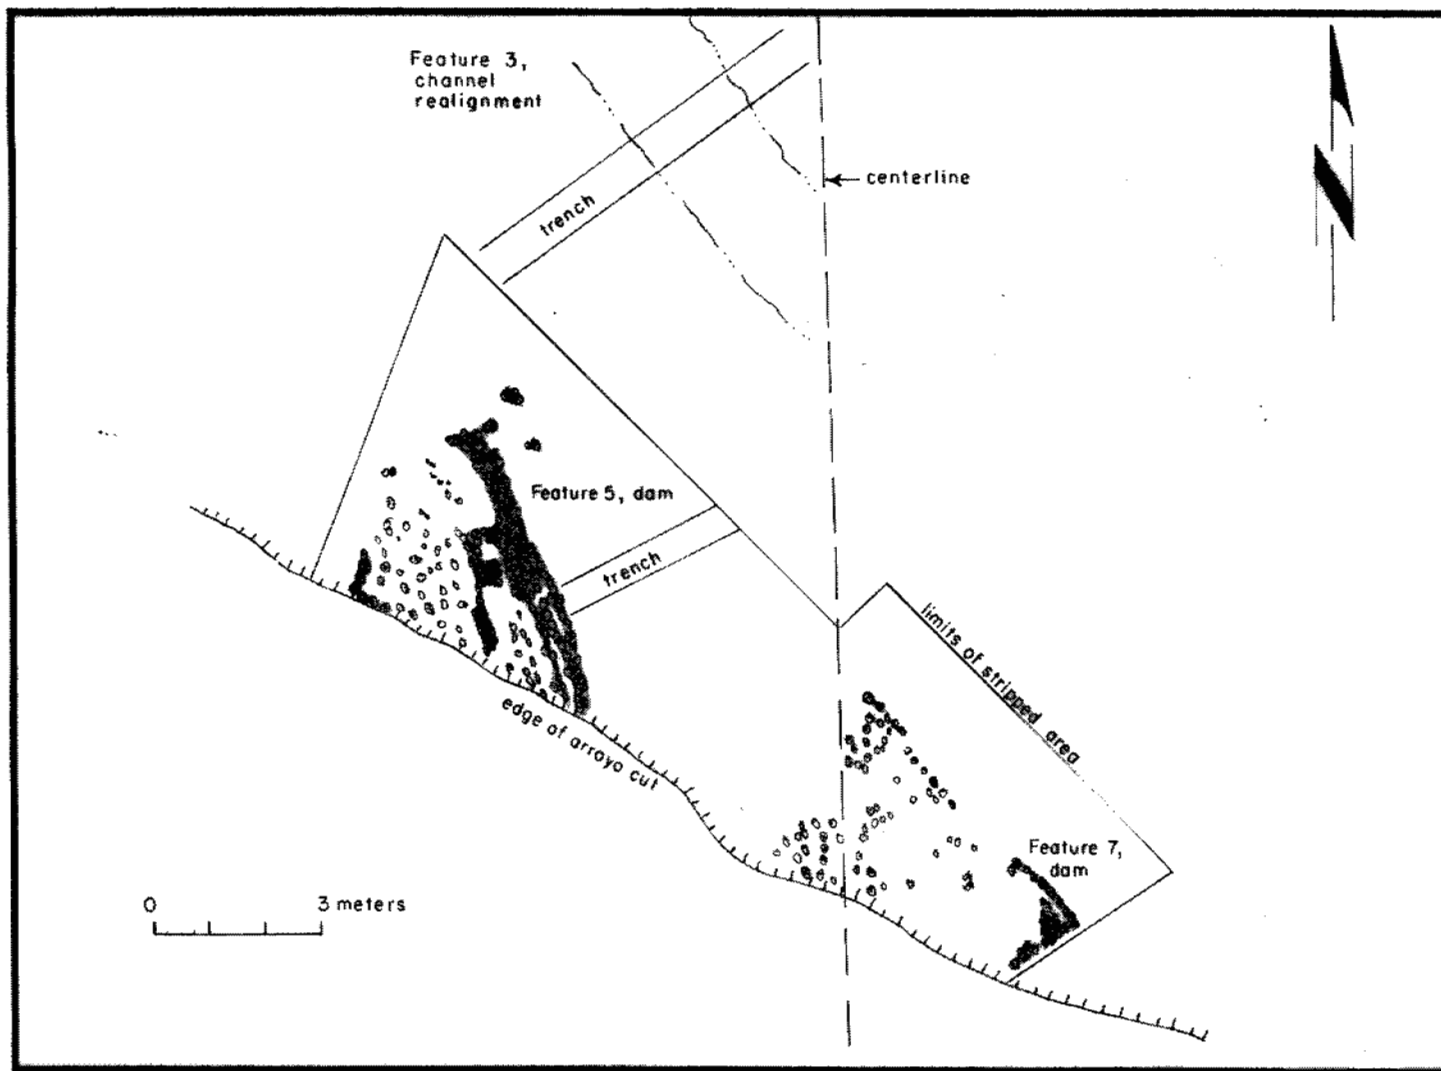 Feature 3,
channel
realignment
centerline
trench
Feature 5, dam
trench
limits of stripped area
edge of arroyo cut
Feature 7,
dam
0 3 meters
N